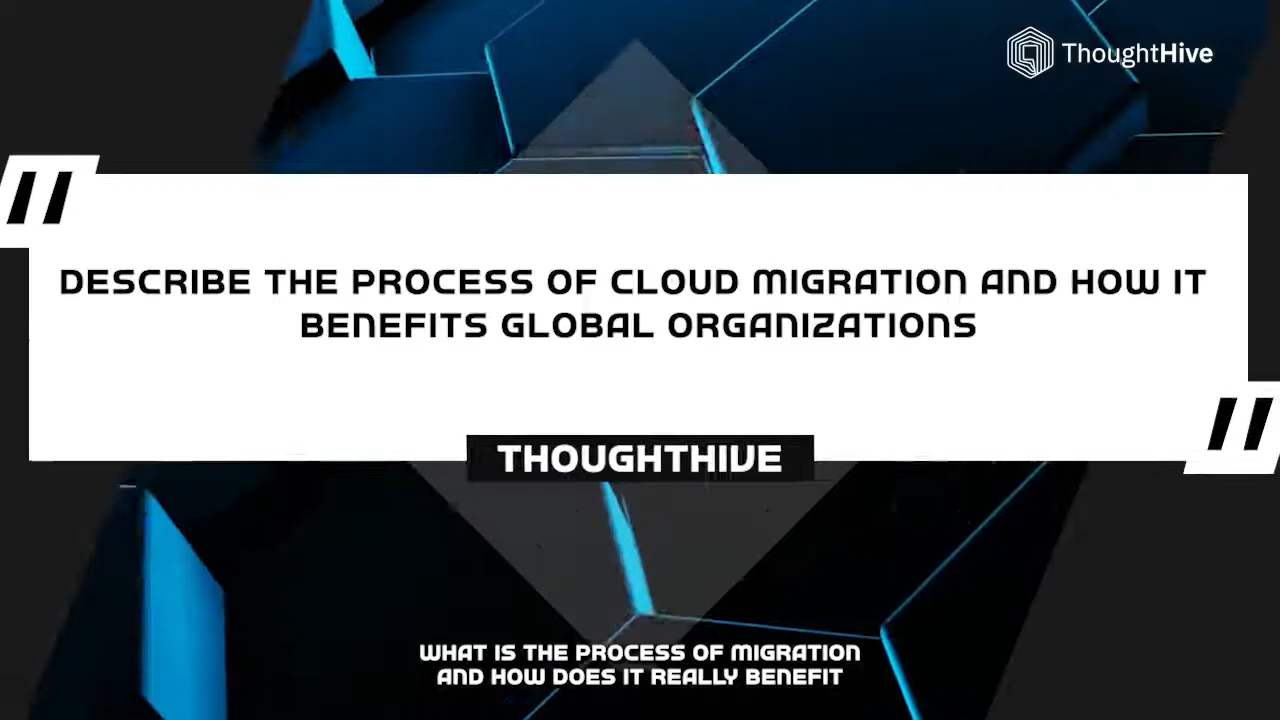 ThoughtHive
"
DESCRIBE THE PROCESS OF CLOUD MIGRATION AND HOW IT
BENEFITS GLOBAL ORGANIZATIONS
"
THOUGHTHIVE
WHAT IS THE PROCESS OF MIGRATION
AND HOW DOES IT REALLY BENEFIT